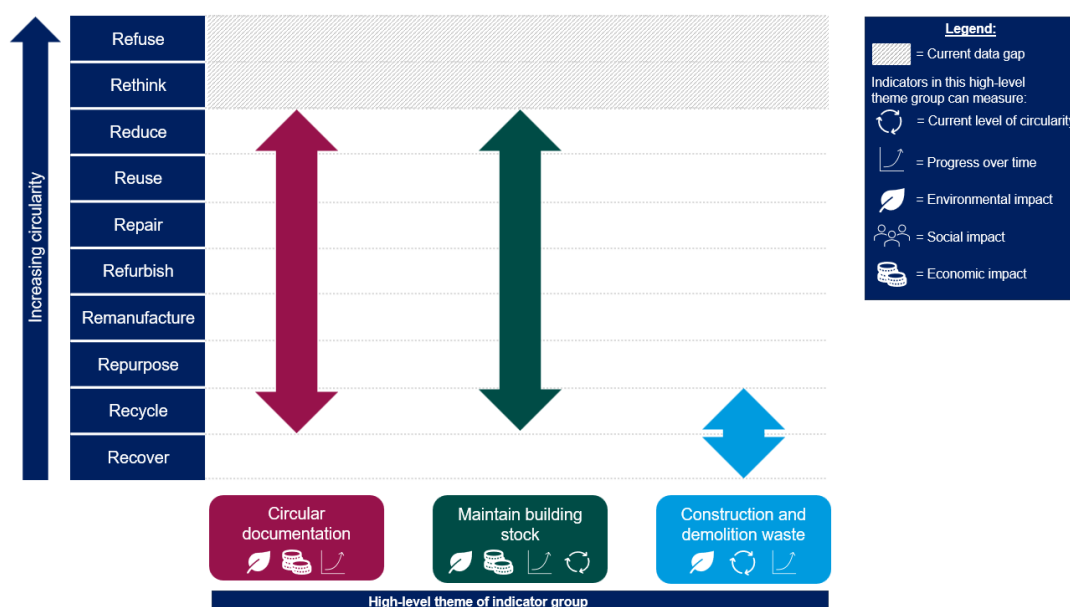 Increasing circularity
Refuse
Rethink
Reduce
Reuse
Repair
Refurbish
Remanufacture
Repurpose
Recycle
Recover
Circular
documentation
Maintain building
stock
Construction and
demolition waste
High-level theme of indicator group
Legend:
= Current data gap
Indicators in this high-level
theme group can measure:
= Current level of circularity
= Progress over time
= Environmental impact
= Social impact
= Economic impact